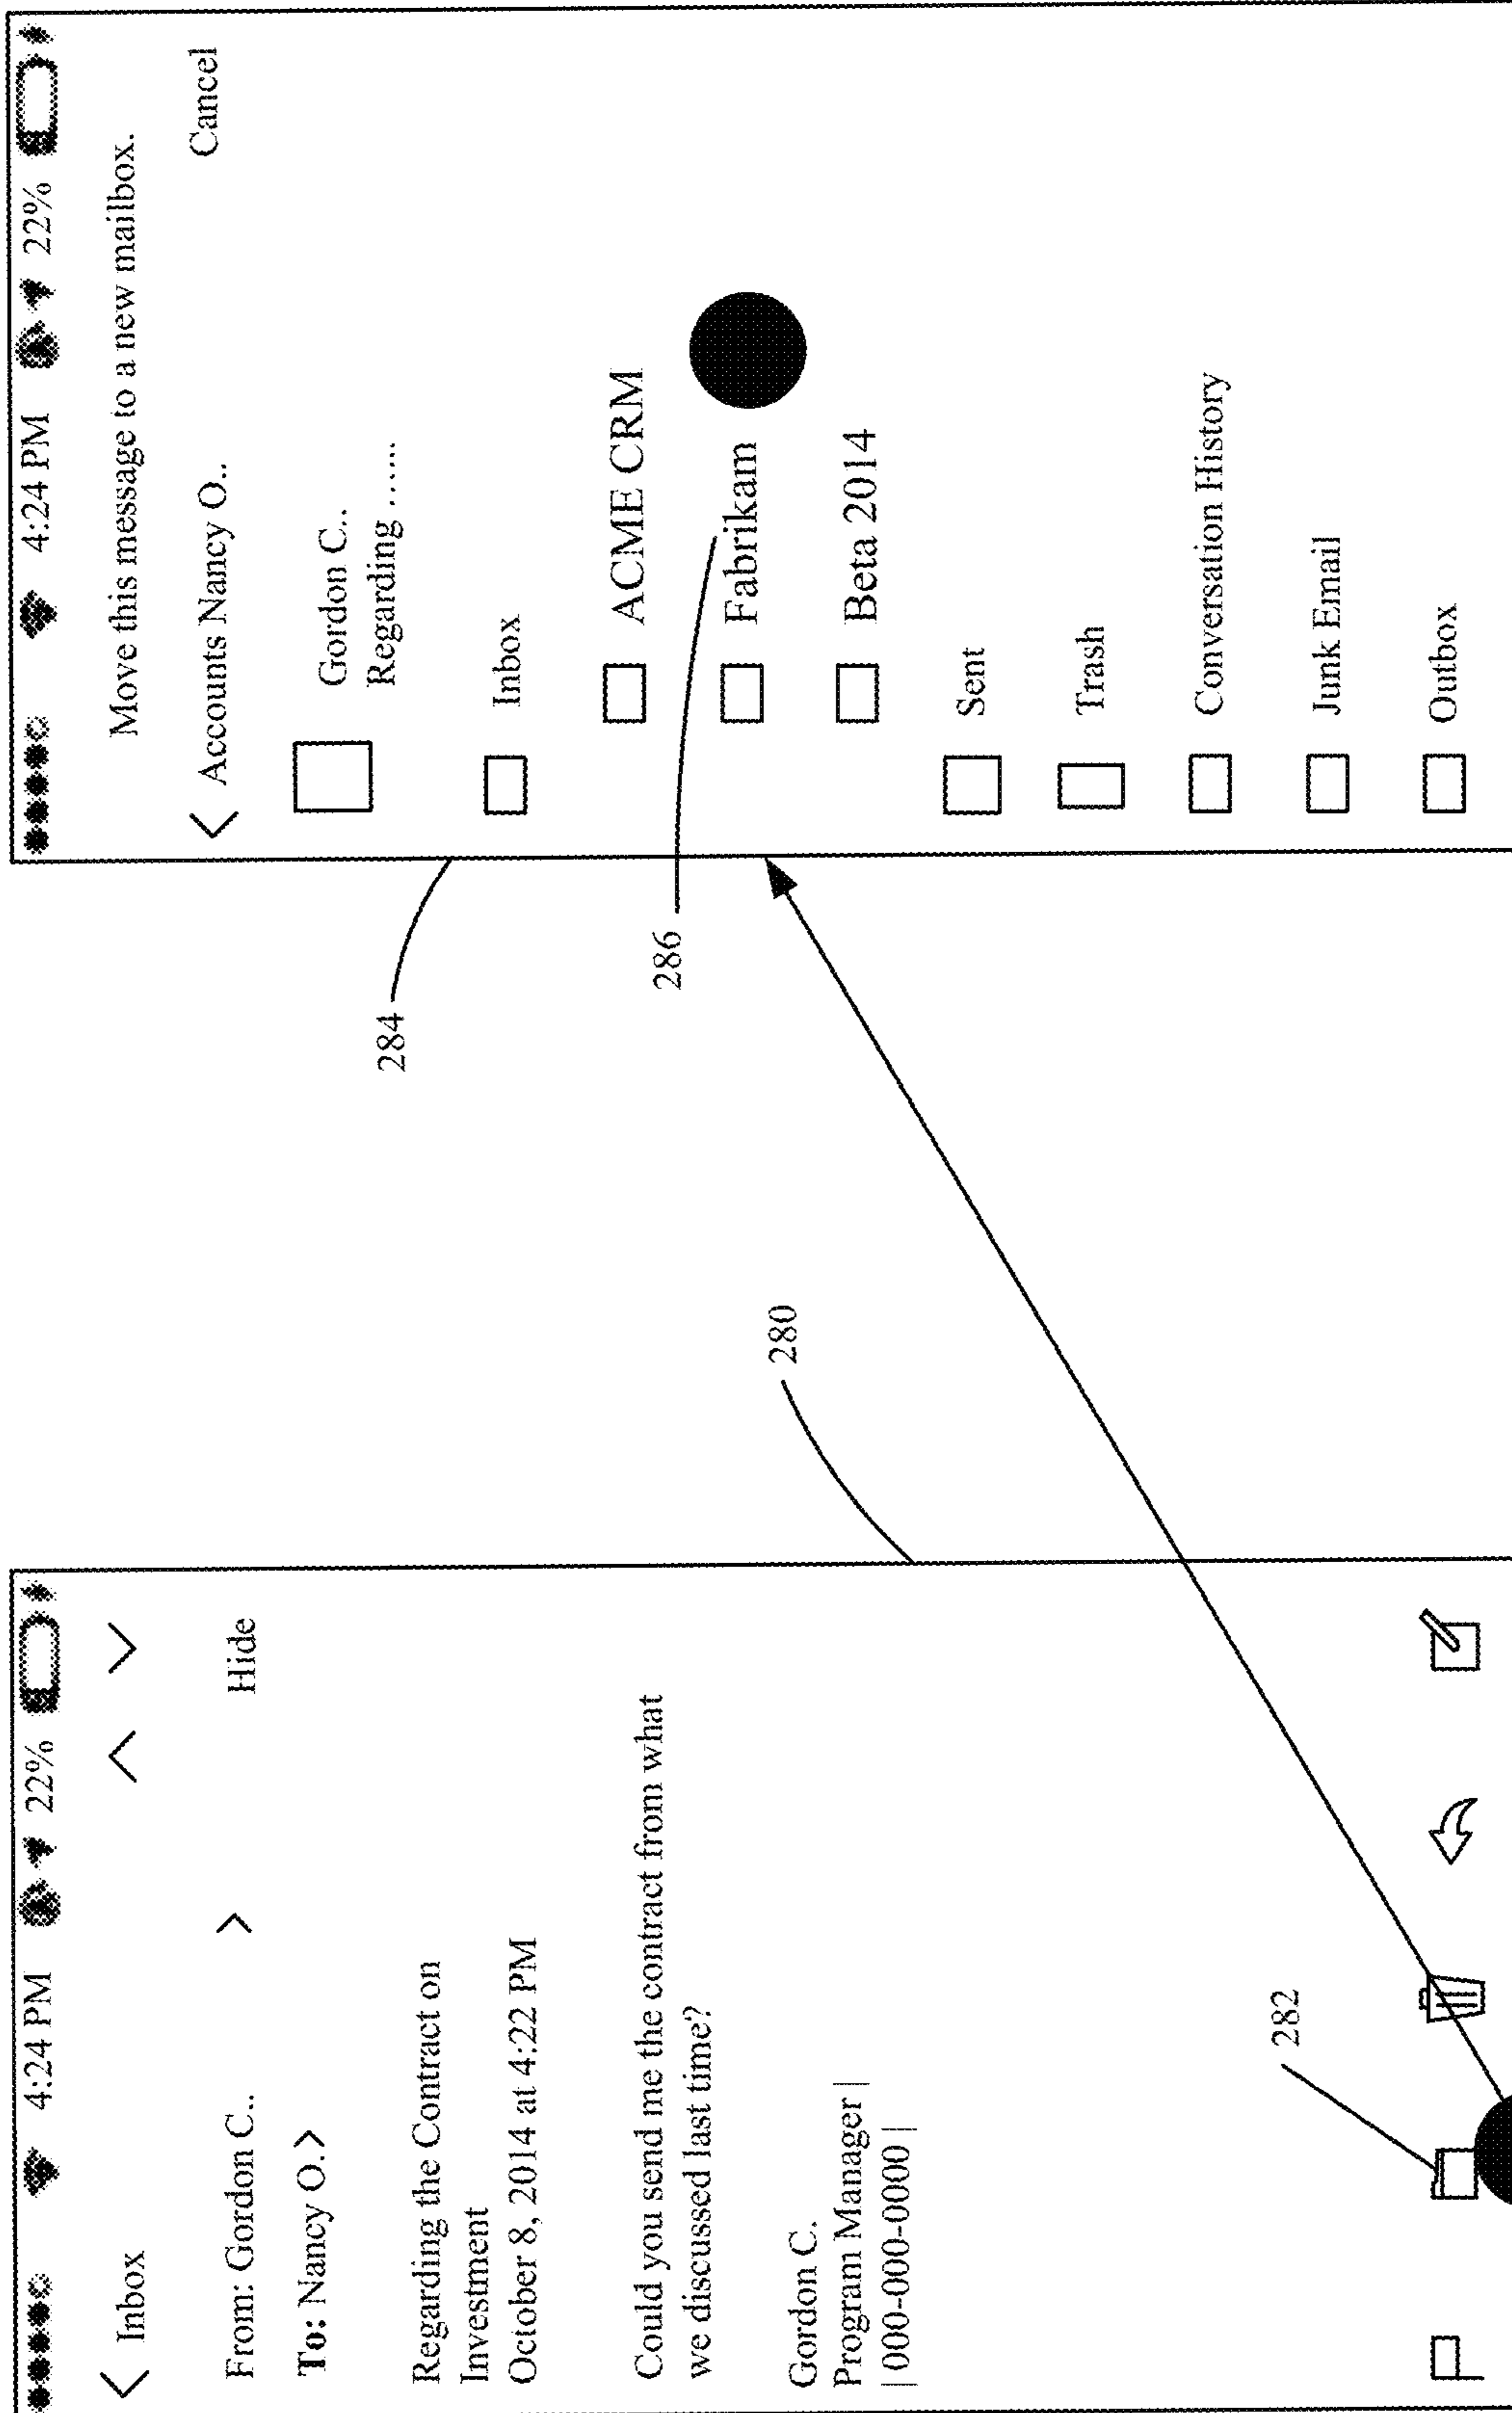 4:24 PM 22%
Inbox
From: Gordon C..
Hide
To: Nancy O.
Regarding the Contract on
Investment
October 8, 2014 at 4:22 PM
Could you send me the contract from what
we discussed last time?
Gordon C.
Program Manager |
| 000-000-0000 |
280
282
4:24 PM 22%
Move this message to a new mailbox.
Accounts Nancy O..
Cancel
Gordon C..
Regarding ......
Inbox
ACME CRM
Fabrikam
Beta 2014
Sent
Trash
Conversation History
Junk Email
Outbox
284
286